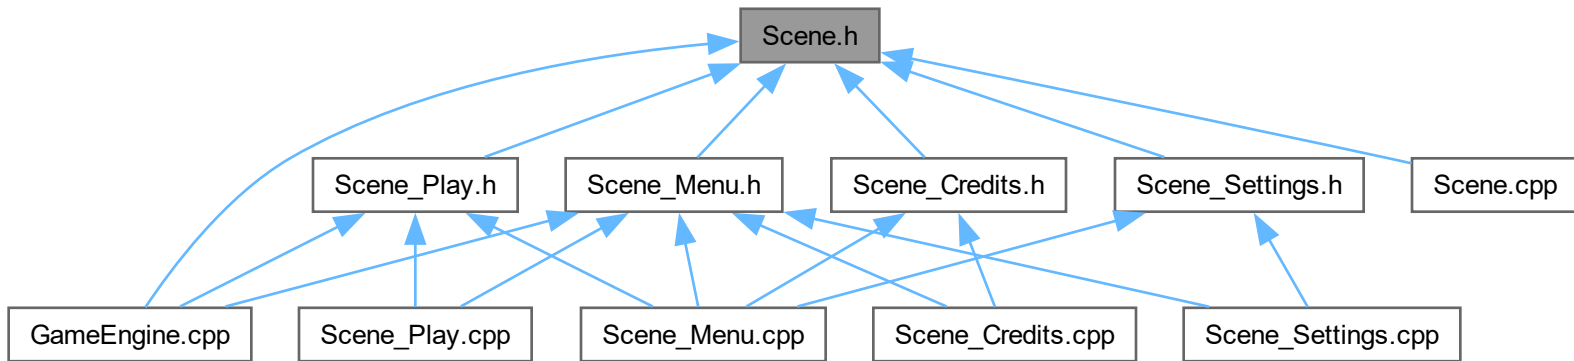 Scene.h
Scene_Play.h
Scene_Menu.h
Scene_Credits.h
Scene_Settings.h
Scene.cpp
GameEngine.cpp
Scene_Play.cpp
Scene_Menu.cpp
Scene_Credits.cpp
Scene_Settings.cpp